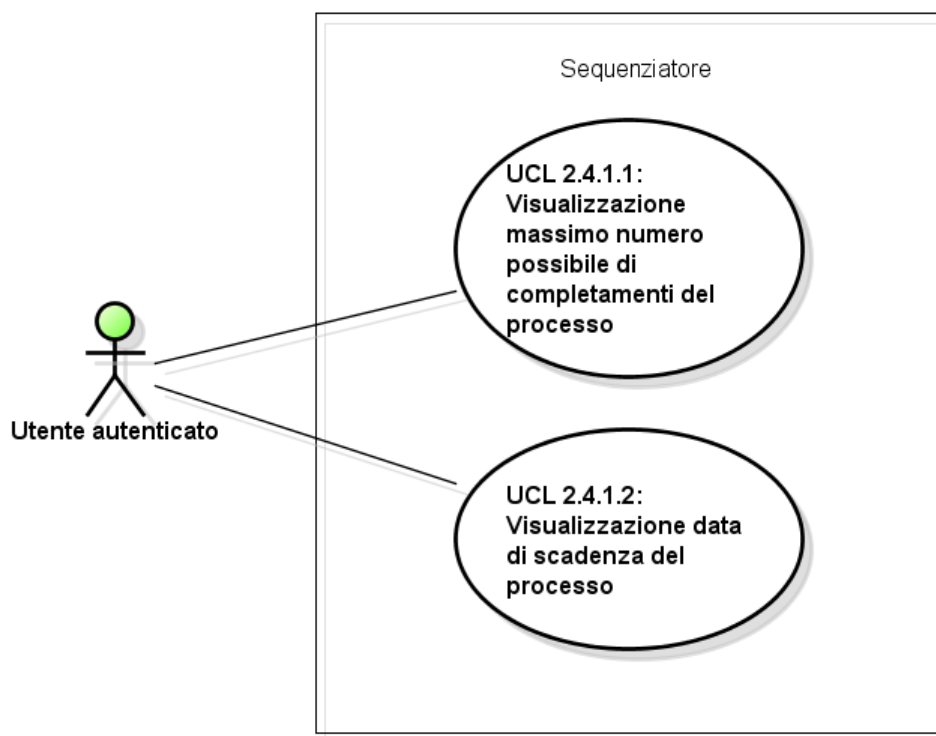 Sequenziatore
UCL 2.4.1.1:
Visualizzazione
massimo numero
possibile di
completamenti del
processo
Utente autenticato
UCL 2.4.1.2:
Visualizzazione data
di scadenza del
processo